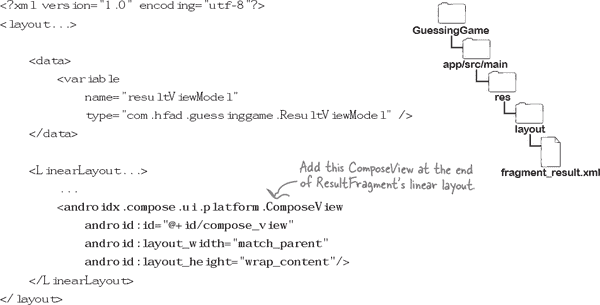 <?xml version="1.0" encoding="utf-8"?>
<layout...>
<data>
<variable
name="resultViewModel"
type="com.hfad.guessinggame.ResultViewModel" />
</data>
<LinearLayout...>
...
<androidx.compose.ui.platform.ComposeView
android:id="@+id/compose_view"
android:layout_width="match_parent"
android:layout_height="wrap_content"/>
</LinearLayout>
</layout>
Add this ComposeView at the end
of ResultFragment's linear layout.
GuessingGame
app/src/main
res
layout
fragment_result.xml